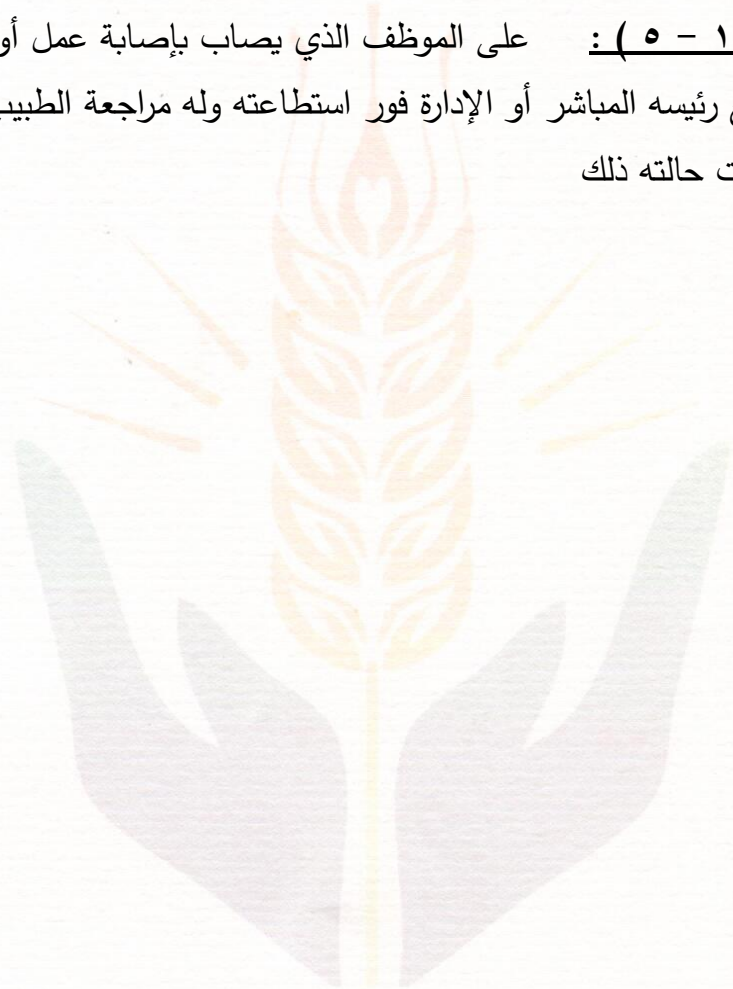 ١ - ٥ ) : على الموظف الذي يصاب بإصابة عمل أو
رئيسه المباشر أو الإدارة فور استطاعته وله مراجعة الطبيب
حالته ذلك